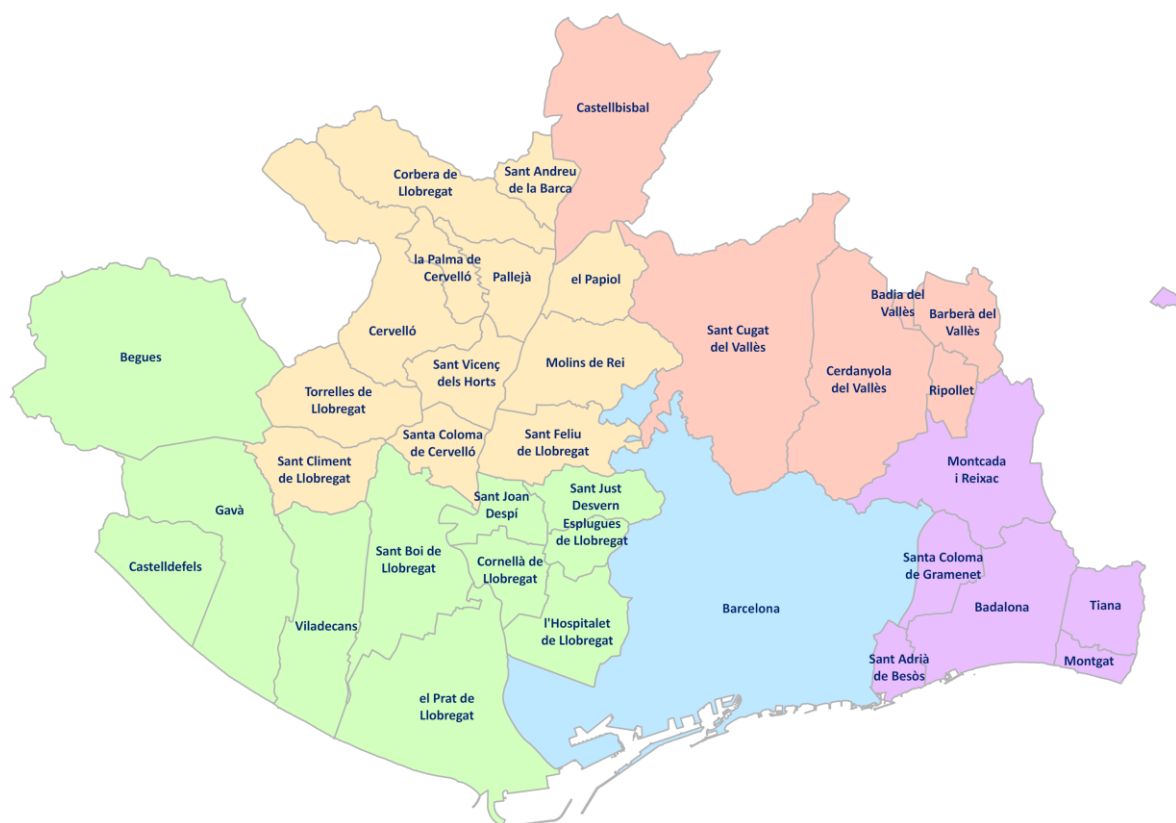 Castellbisbal
Corbera de
Llobregat
Sant Andreu
de la Barca
la Palma de
Cervelló
Pallejà
el Papiol
Badia del
Vallès
Barberà del
Vallès
Cervelló
Sant Cugat
del Vallès
Begues
Sant Vicenç
dels Horts
Molins de Rei
Cerdanyola
del Vallès
Ripollet
Torrelles de
Llobregat
Santa Coloma
de Cervelló
Sant Feliu
de Llobregat
Sant Climent
de Llobregat
Montcada
i Reixac
Sant Joan
Despí
Sant Just
Desvern
Gavà
Esplugues
de Llobregat
Castelldefels
Sant Boi de
Llobregat
Cornellà de
Llobregat
Santa Coloma
de Gramenet
Barcelona
Badalona
Tiana
Viladecans
l'Hospitalet
de Llobregat
Sant Adrià
de Besòs
Montgat
el Prat de
Llobregat